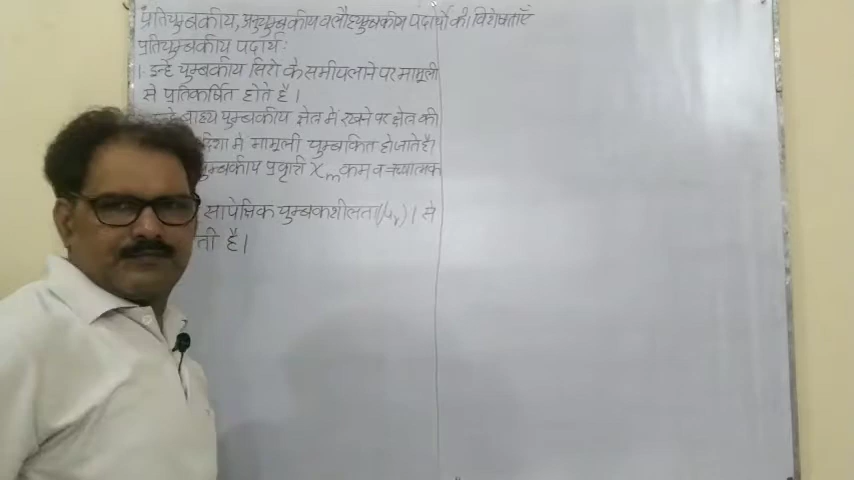 प्रतिचुम्बकीय, अनुचुम्बकीय व लौहचुम्बकीय पदार्थों की विशेषताएँ
प्रतिचुम्बकीय पदार्थ:
1. इन्हें चुम्बकीय सिरो के समीप लाने पर मामूली
से प्रतिकर्षित होते है।
इन्हे बाह्य चुम्बकीय क्षेत्र में रखने पर क्षेत्र की
दिशा मे मामूली चुम्बकित हो जाते है।
चुम्बकीय प्रवृत्ति χm कम व ऋणात्मक
सापेक्षिक चुम्बकशीलता (μr) 1 से
ती है।